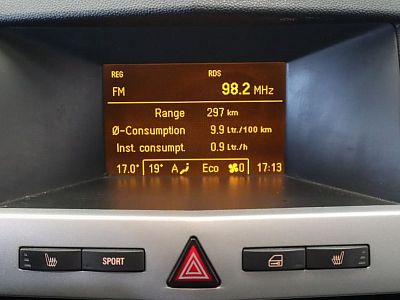 REG RDS
FM 98.2 MHz
Range 297 km
Ø-Consumption 9.9 Ltr./100 km
Inst. consumpt. 0.9 Ltr./h
17.0° 19° A Eco 0 17:13
SPORT